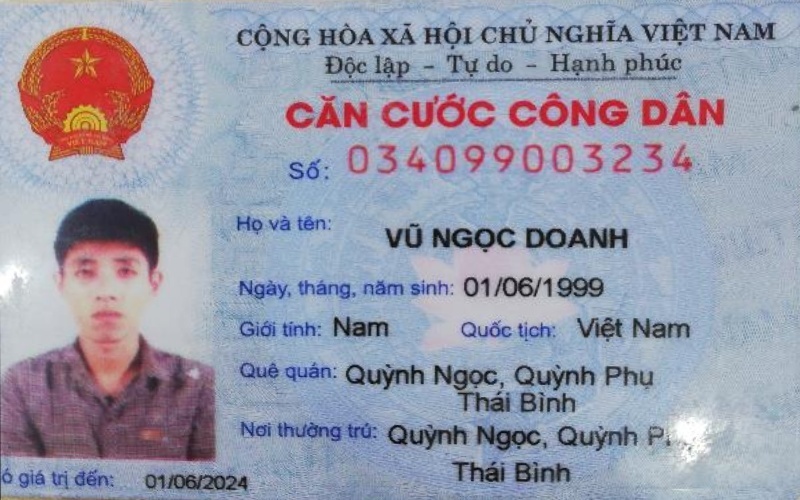 CỘNG HÒA XÃ HỘI CHỦ NGHĨA VIỆT NAM
Độc lập - Tự do - Hạnh phúc
CĂN CƯỚC CÔNG DÂN
Số: 034099003234
Họ và tên: VŨ NGỌC DOANH
Ngày, tháng, năm sinh: 01/06/1999
Giới tính: Nam Quốc tịch: Việt Nam
Quê quán: Quỳnh Ngọc, Quỳnh Phụ
Thái Bình
Nơi thường trú: Quỳnh Ngọc, Quỳnh
Thái Bình
giá trị đến: 01/06/2024
VIỆT NAM